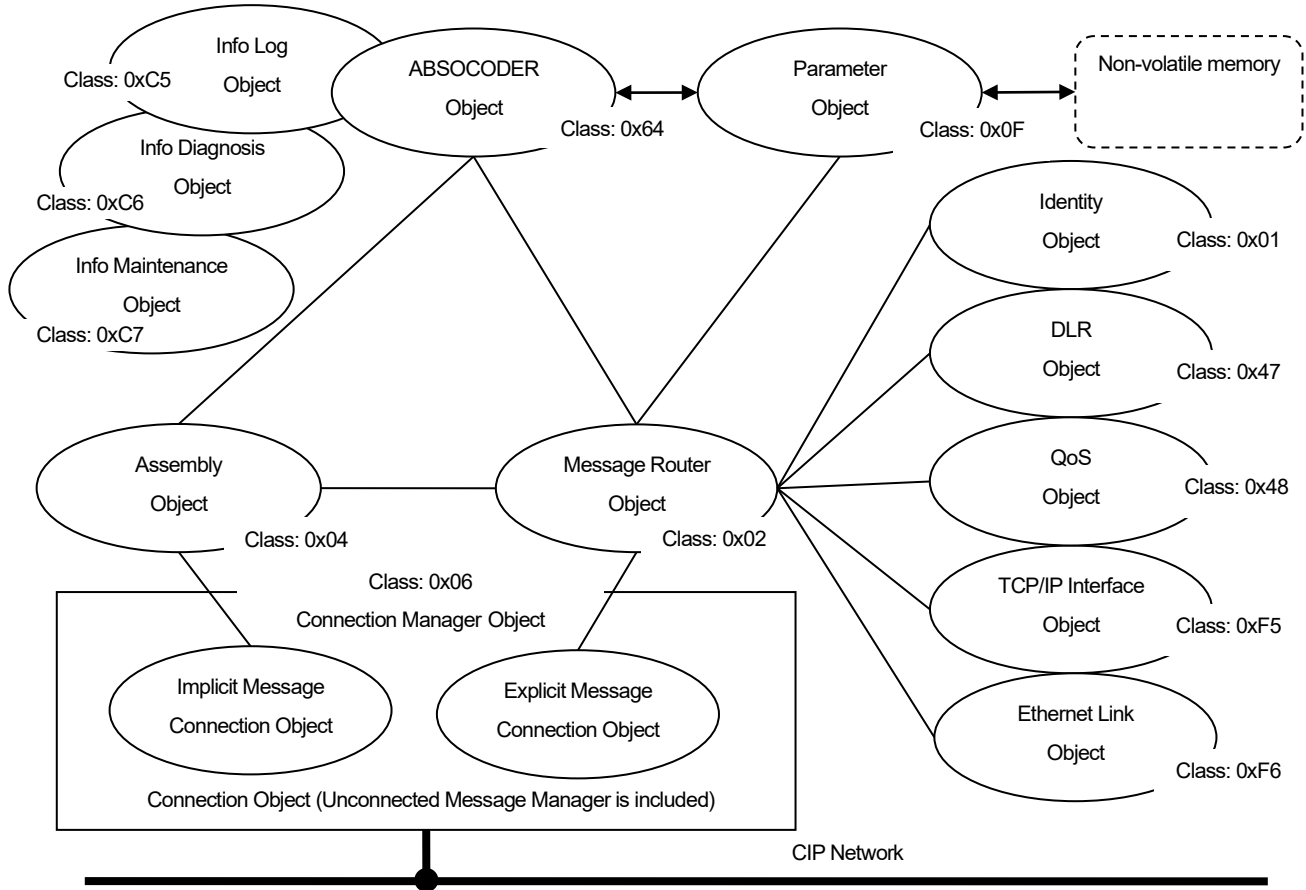 Info Log
Object
Class: 0xC5
ABSOCODER
Object
Class: 0x64
Parameter
Object
Class: 0x0F
Non-volatile memory
Info Diagnosis
Object
Class: 0xC6
Info Maintenance
Object
Class: 0xC7
Identity
Object
Class: 0x01
DLR
Object
Class: 0x47
Assembly
Object
Class: 0x04
Message Router
Object
Class: 0x02
QoS
Object
Class: 0x48
Class: 0x06
Connection Manager Object
TCP/IP Interface
Object
Class: 0xF5
Implicit Message
Connection Object
Explicit Message
Connection Object
Ethernet Link
Object
Class: 0xF6
Connection Object (Unconnected Message Manager is included)
CIP Network